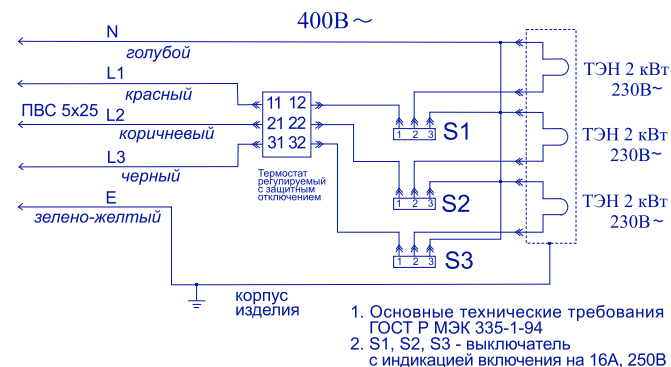 400В~
N
голубой
L1
красный
ПВС 5х25
L2
коричневый
L3
черный
E
зелено-желтый
11 12
21 22
31 32
Термостат
регулируемый
с защитным
отключением
1 2 3
S1
1 2 3
S2
1 2 3
S3
ТЭН 2 кВт
230В~
ТЭН 2 кВт
230В~
ТЭН 2 кВт
230В~
корпус
изделия
1. Основные технические требования
ГОСТ Р МЭК 335-1-94
2. S1, S2, S3 - выключатель
с индикацией включения на 16А, 250В